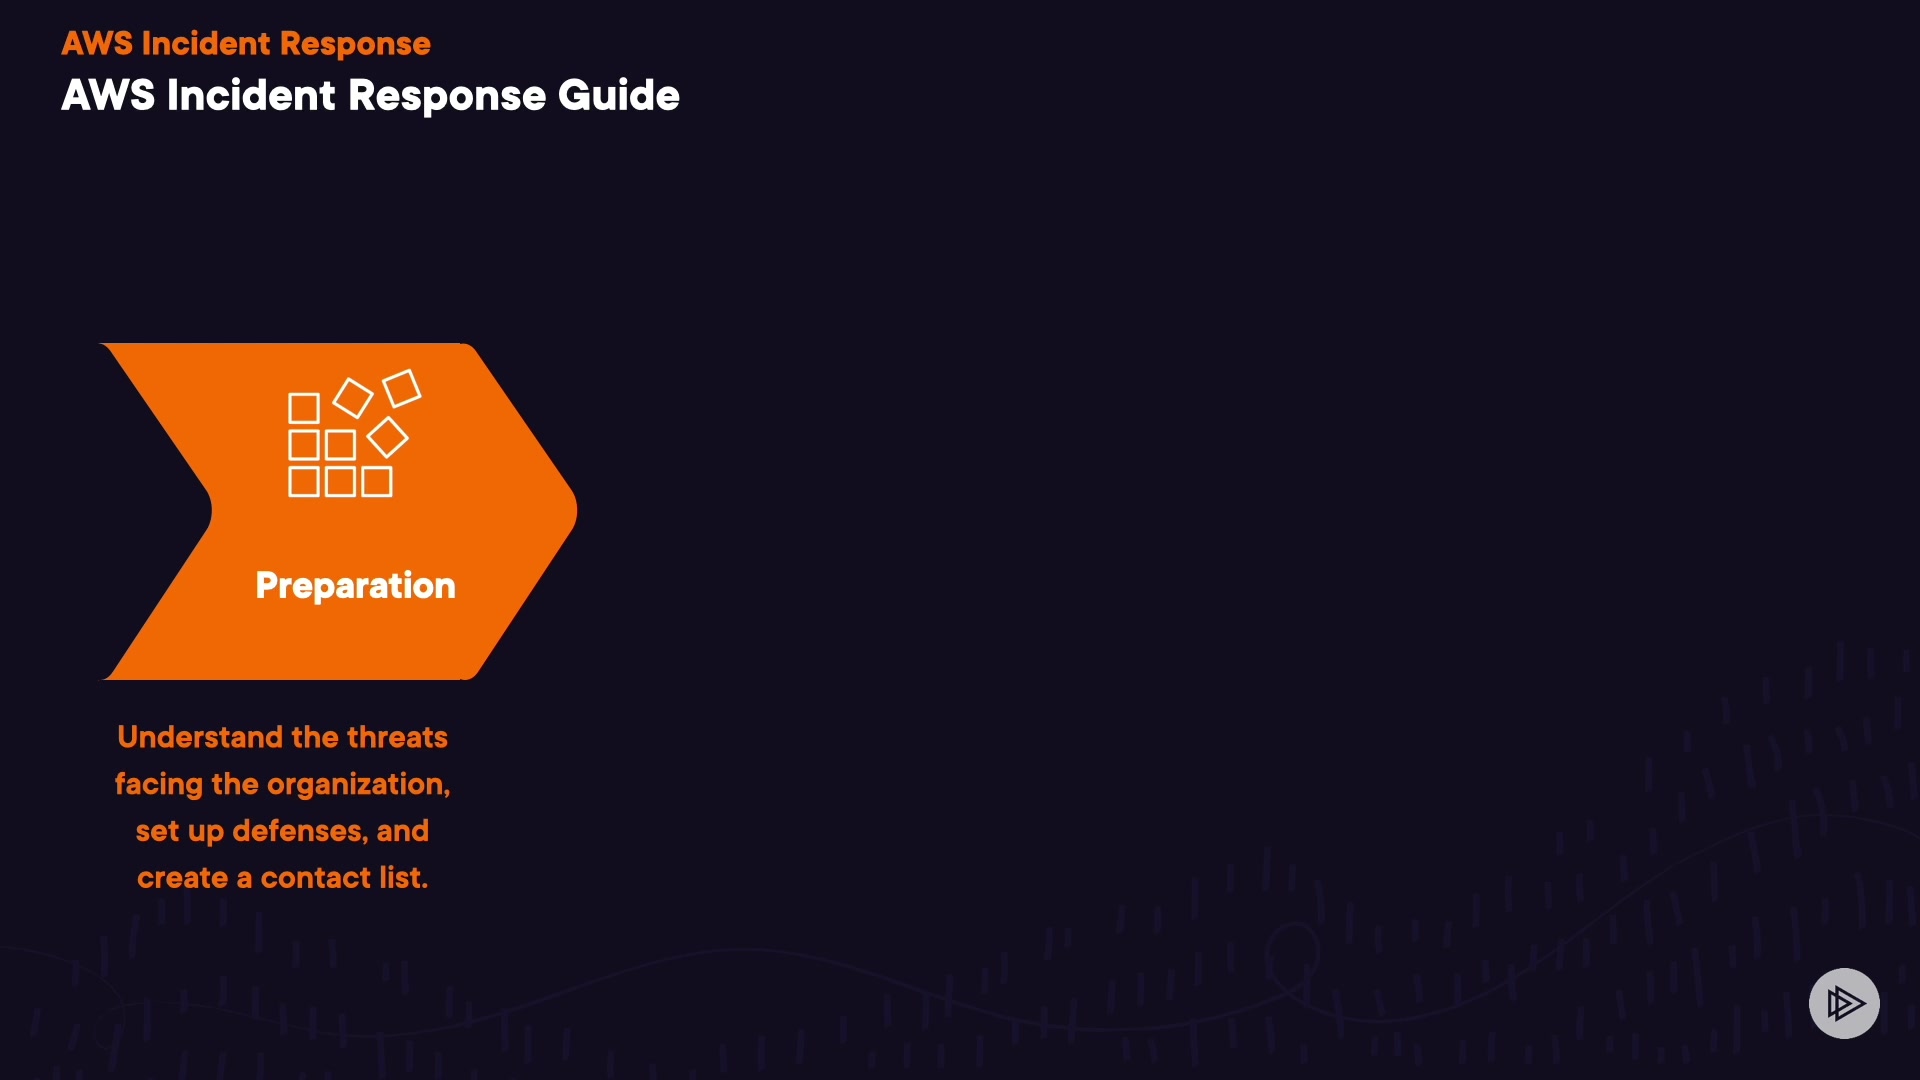 AWS Incident Response
AWS Incident Response Guide
Preparation
Understand the threats
facing the organization,
set up defenses, and
create a contact list.